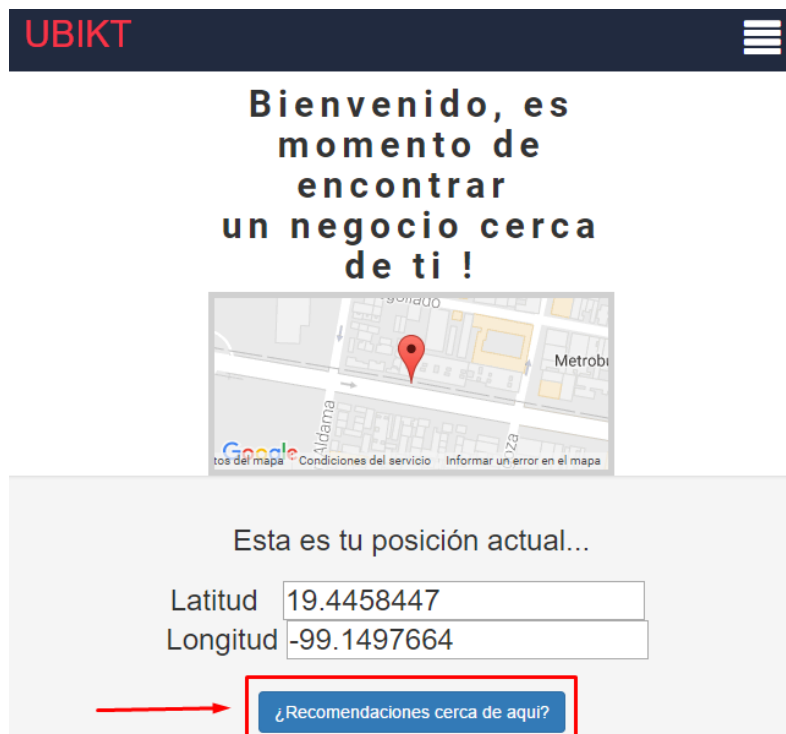 UBIKT
Bienvenido, es
momento de
encontrar
un negocio cerca
de ti !
Metrobu
Aldama
Google
tos del mapa Condiciones del servicio Informar un error en el mapa
Esta es tu posición actual...
Latitud 19.4458447
Longitud -99.1497664
¿Recomendaciones cerca de aqui?